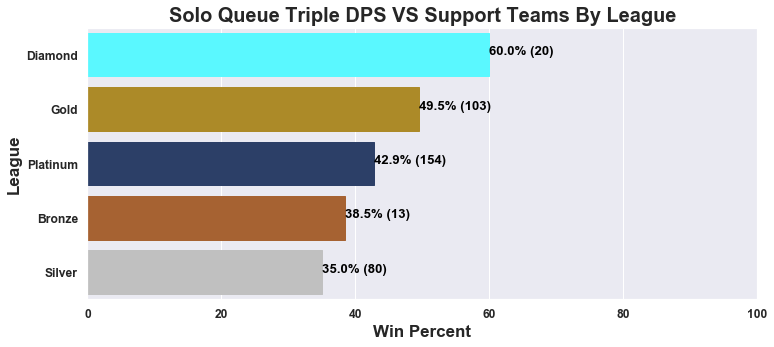 Solo Queue Triple DPS VS Support Teams By League
League
Diamond 60.0% (20)
Gold 49.5% (103)
Platinum 42.9% (154)
Bronze 38.5% (13)
Silver 35.0% (80)
0 20 40 60 80 100
Win Percent